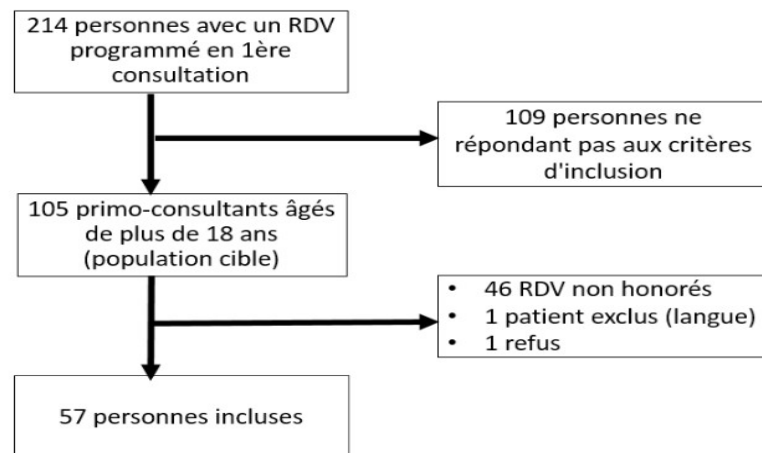 214 personnes avec un RDV
programmé en 1ère
consultation
109 personnes ne
répondant pas aux critères
d'inclusion
105 primo-consultants âgés
de plus de 18 ans
(population cible)
• 46 RDV non honorés
• 1 patient exclus (langue)
• 1 refus
57 personnes incluses